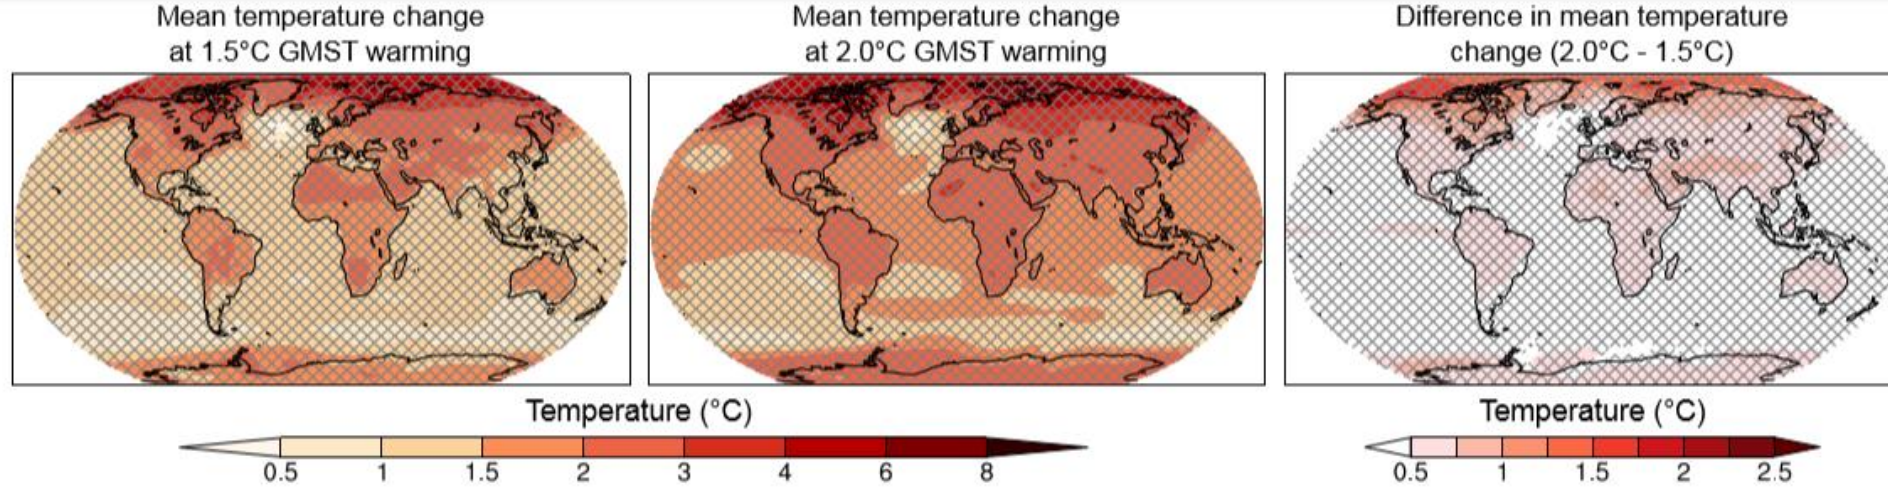 Mean temperature change
at 1.5°C GMST warming
Mean temperature change
at 2.0°C GMST warming
Difference in mean temperature
change (2.0°C - 1.5°C)
Temperature (°C)
0.5 1 1.5 2 3 4 6 8
Temperature (°C)
0.5 1 1.5 2 2.5